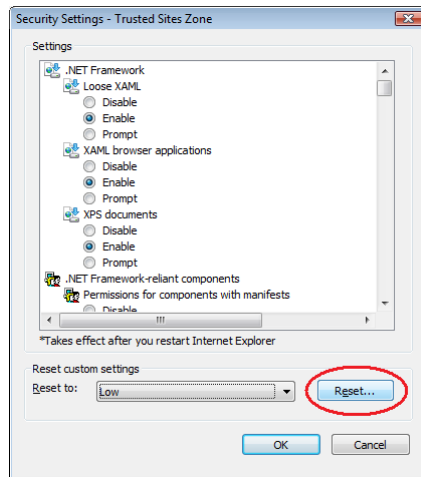 Security Settings - Trusted Sites Zone
Settings
.NET Framework
Loose XAML
Disable
Enable
Prompt
XAML browser applications
Disable
Enable
Prompt
XPS documents
Disable
Enable
Prompt
.NET Framework-reliant components
Permissions for components with manifests
Disable
*Takes effect after you restart Internet Explorer
Reset custom settings
Reset to: Low Reset...
OK Cancel